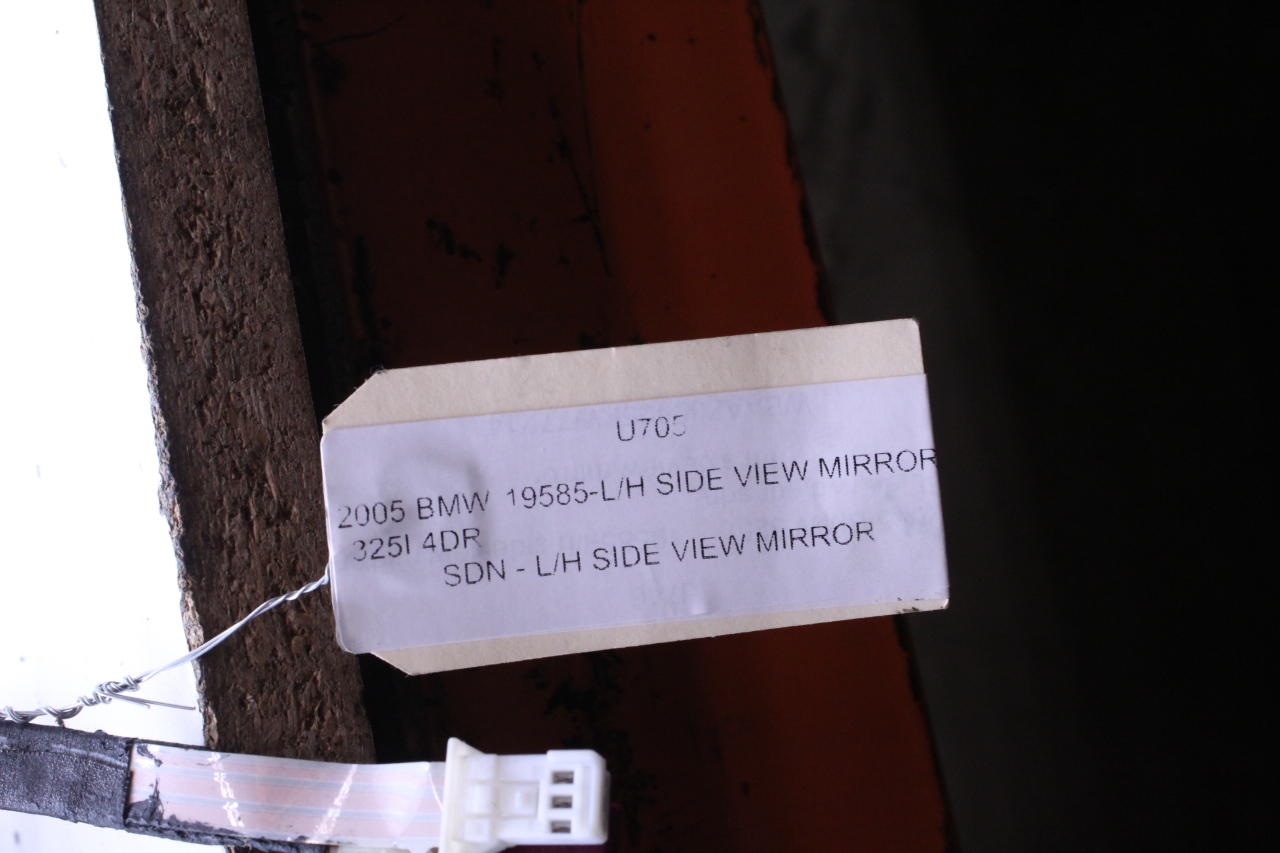 U705
2005 BMW 19585-L/H SIDE VIEW MIRROR
325I 4DR
SDN - L/H SIDE VIEW MIRROR